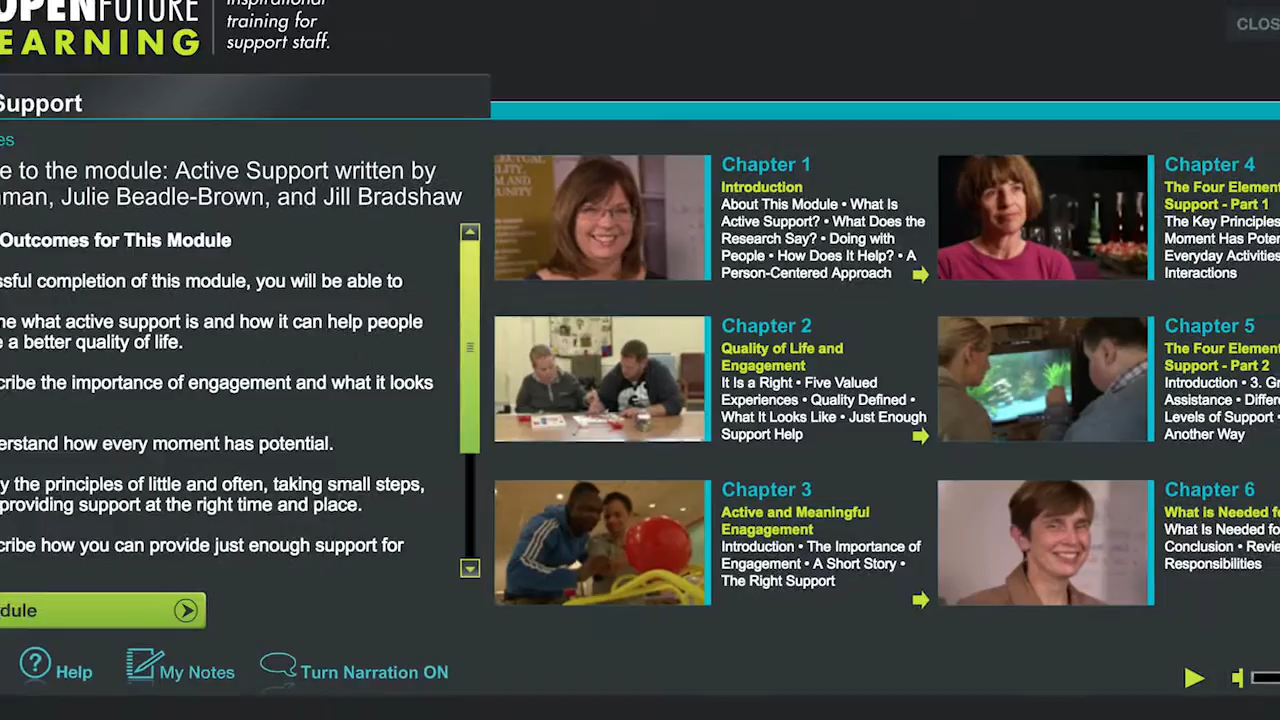 OPENFUTURE
LEARNING
Inspirational
training for
support staff.
CLOS
Support
es
e to the module: Active Support written by
man, Julie Beadle-Brown, and Jill Bradshaw
Outcomes for This Module
ssful completion of this module, you will be able to
ne what active support is and how it can help people
e a better quality of life.
cribe the importance of engagement and what it looks
erstand how every moment has potential.
y the principles of little and often, taking small steps,
providing support at the right time and place.
cribe how you can provide just enough support for
dule
Help
My Notes
Turn Narration ON
Chapter 1
Introduction
About This Module • What Is
Active Support? • What Does the
Research Say? • Doing with
People • How Does It Help? • A
Person-Centered Approach
Chapter 2
Quality of Life and
Engagement
It Is a Right • Five Valued
Experiences • Quality Defined •
What It Looks Like • Just Enough
Support Help
Chapter 3
Active and Meaningful
Enagagement
Introduction • The Importance of
Engagement • A Short Story •
The Right Support
Chapter 4
The Four Element
Support - Part 1
The Key Principles
Moment Has Poten
Everyday Activities
Interactions
Chapter 5
The Four Element
Support - Part 2
Introduction • 3. Gr
Assistance • Differe
Levels of Support •
Another Way
Chapter 6
What Is Needed fo
What Is Needed fo
Conclusion • Revie
Responsibilities